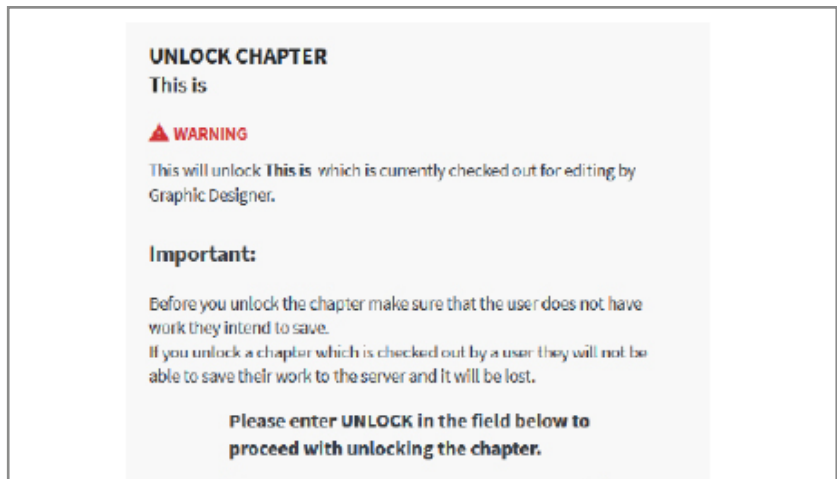 UNLOCK CHAPTER
This is
WARNING
This will unlock This is which is currently checked out for editing by
Graphic Designer.
Important:
Before you unlock the chapter make sure that the user does not have
work they intend to save.
If you unlock a chapter which is checked out by a user they will not be
able to save their work to the server and it will be lost.
Please enter UNLOCK in the field below to
proceed with unlocking the chapter.